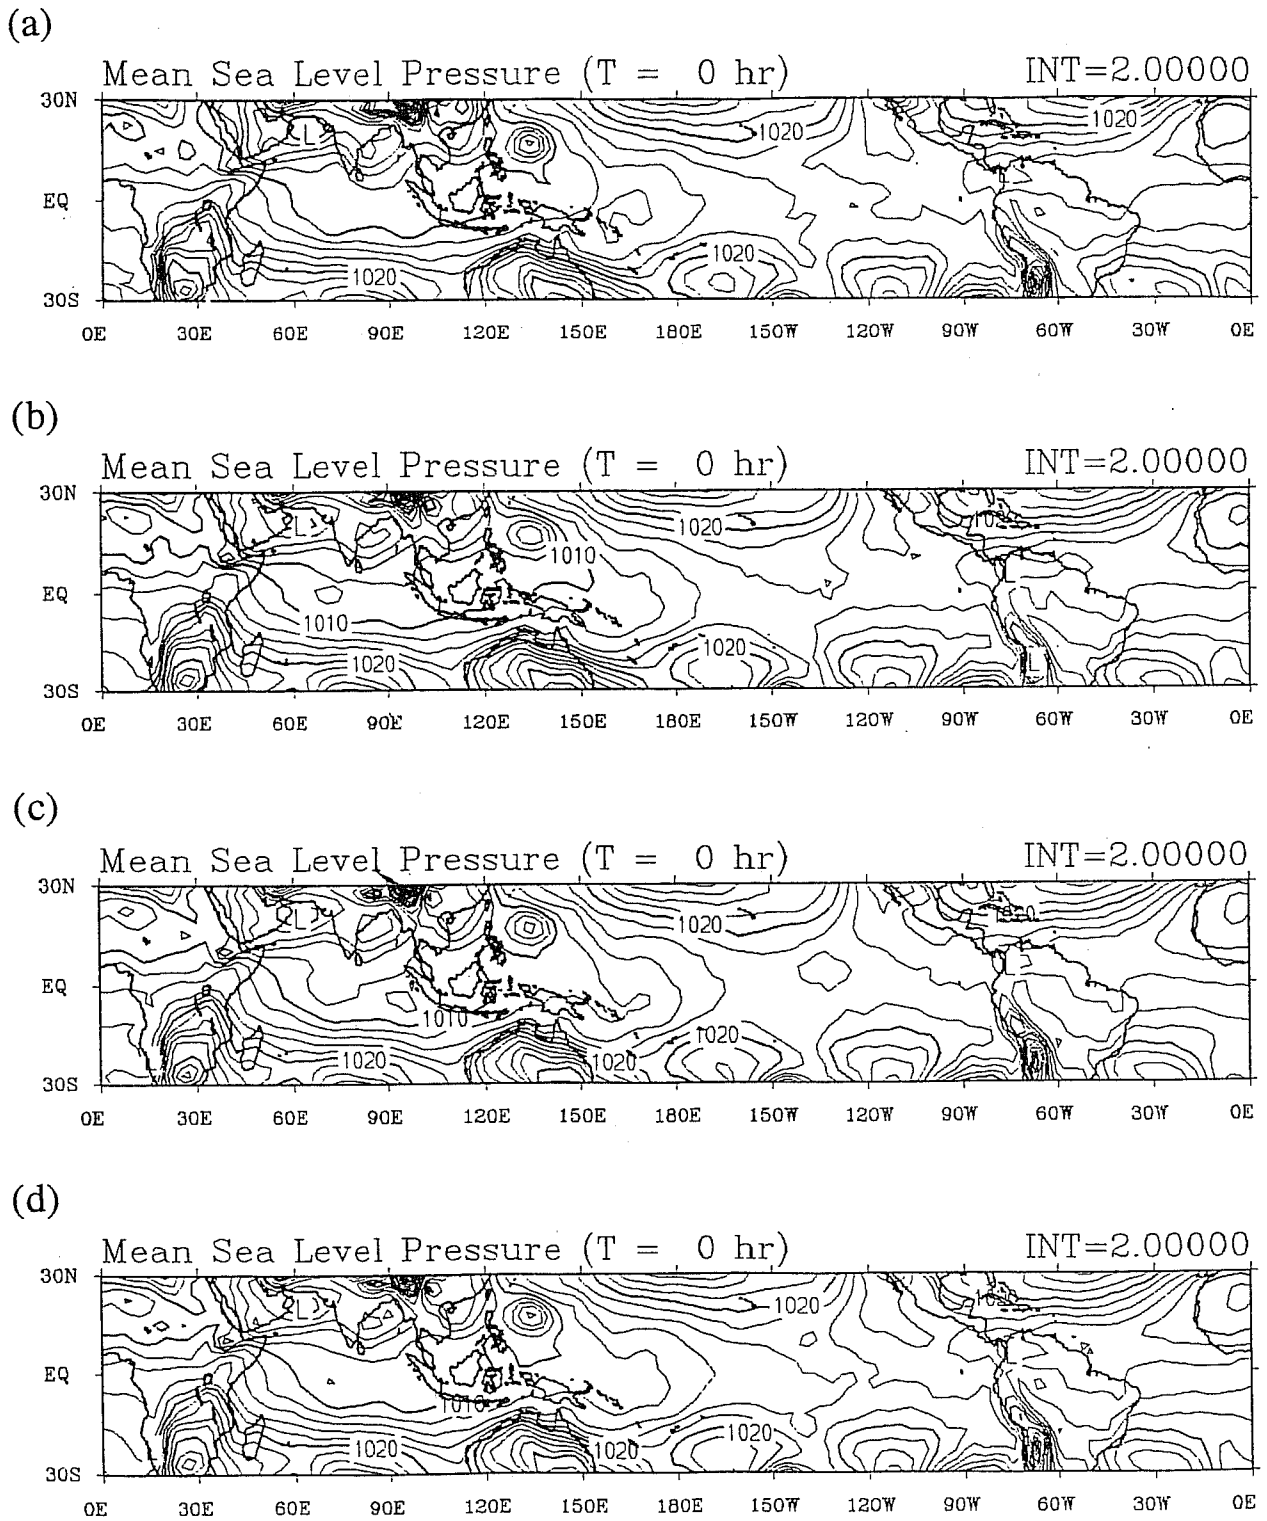 (a)
Mean Sea Level Pressure (T = 0 hr) INT=2.00000
30N
L 1020 1020
EQ
1020 1020
30S
0E 30E 60E 90E 120E 150E 180E 150W 120W 90W 60W 30W 0E
(b)
Mean Sea Level Pressure (T = 0 hr) INT=2.00000
30N
L 1020
1010
L
EQ
1010
1020 1020 L
30S
0E 30E 60E 90E 120E 150E 180E 150W 120W 90W 60W 30W 0E
(c)
Mean Sea Level Pressure (T = 0 hr) INT=2.00000
30N
L 1020 1020
L
EQ
1010
1020 1020 1020
30S
0E 30E 60E 90E 120E 150E 180E 150W 120W 90W 60W 30W 0E
(d)
Mean Sea Level Pressure (T = 0 hr) INT=2.00000
30N
L 1020
L
EQ
1010
1020 1020 1020
30S
0E 30E 60E 90E 120E 150E 180E 150W 120W 90W 60W 30W 0E